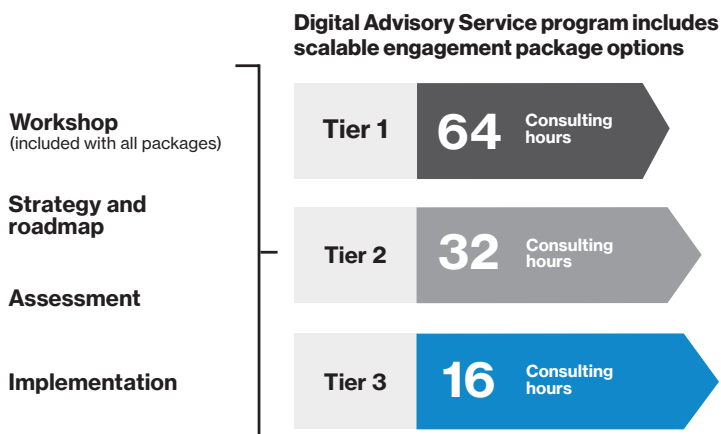 Digital Advisory Service program includes
scalable engagement package options
Workshop
(included with all packages)
Strategy and
roadmap
Assessment
Implementation
Tier 1
64
Consulting
hours
Tier 2
32
Consulting
hours
Tier 3
16
Consulting
hours